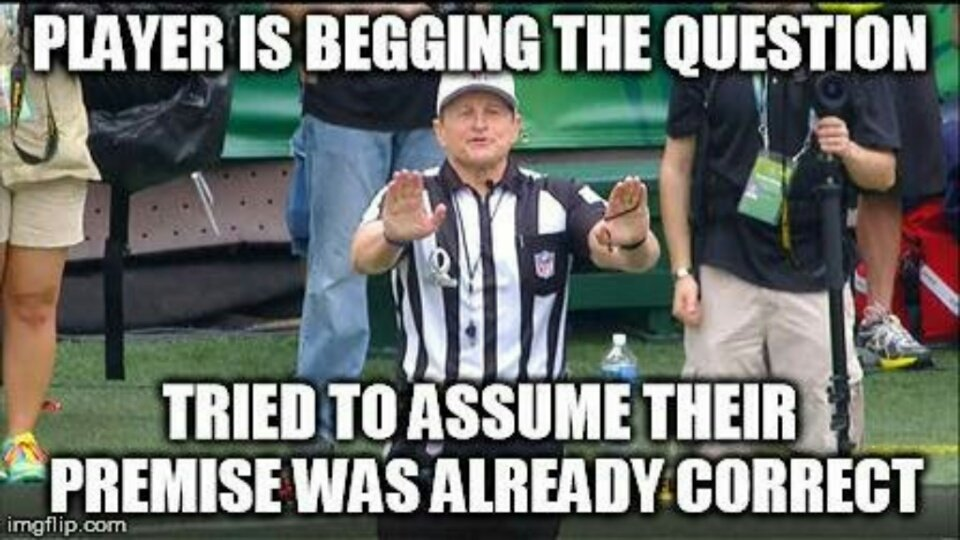 PLAYER IS BEGGING THE QUESTION
TRIED TO ASSUME THEIR
PREMISE WAS ALREADY CORRECT
imgflip.com